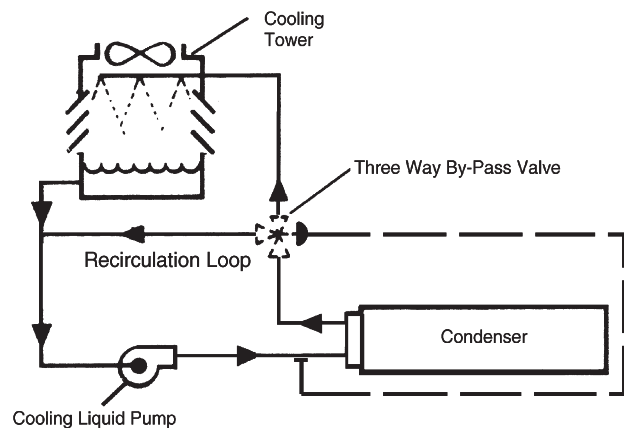 Cooling
Tower
Three Way By-Pass Valve
Recirculation Loop
Condenser
Cooling Liquid Pump